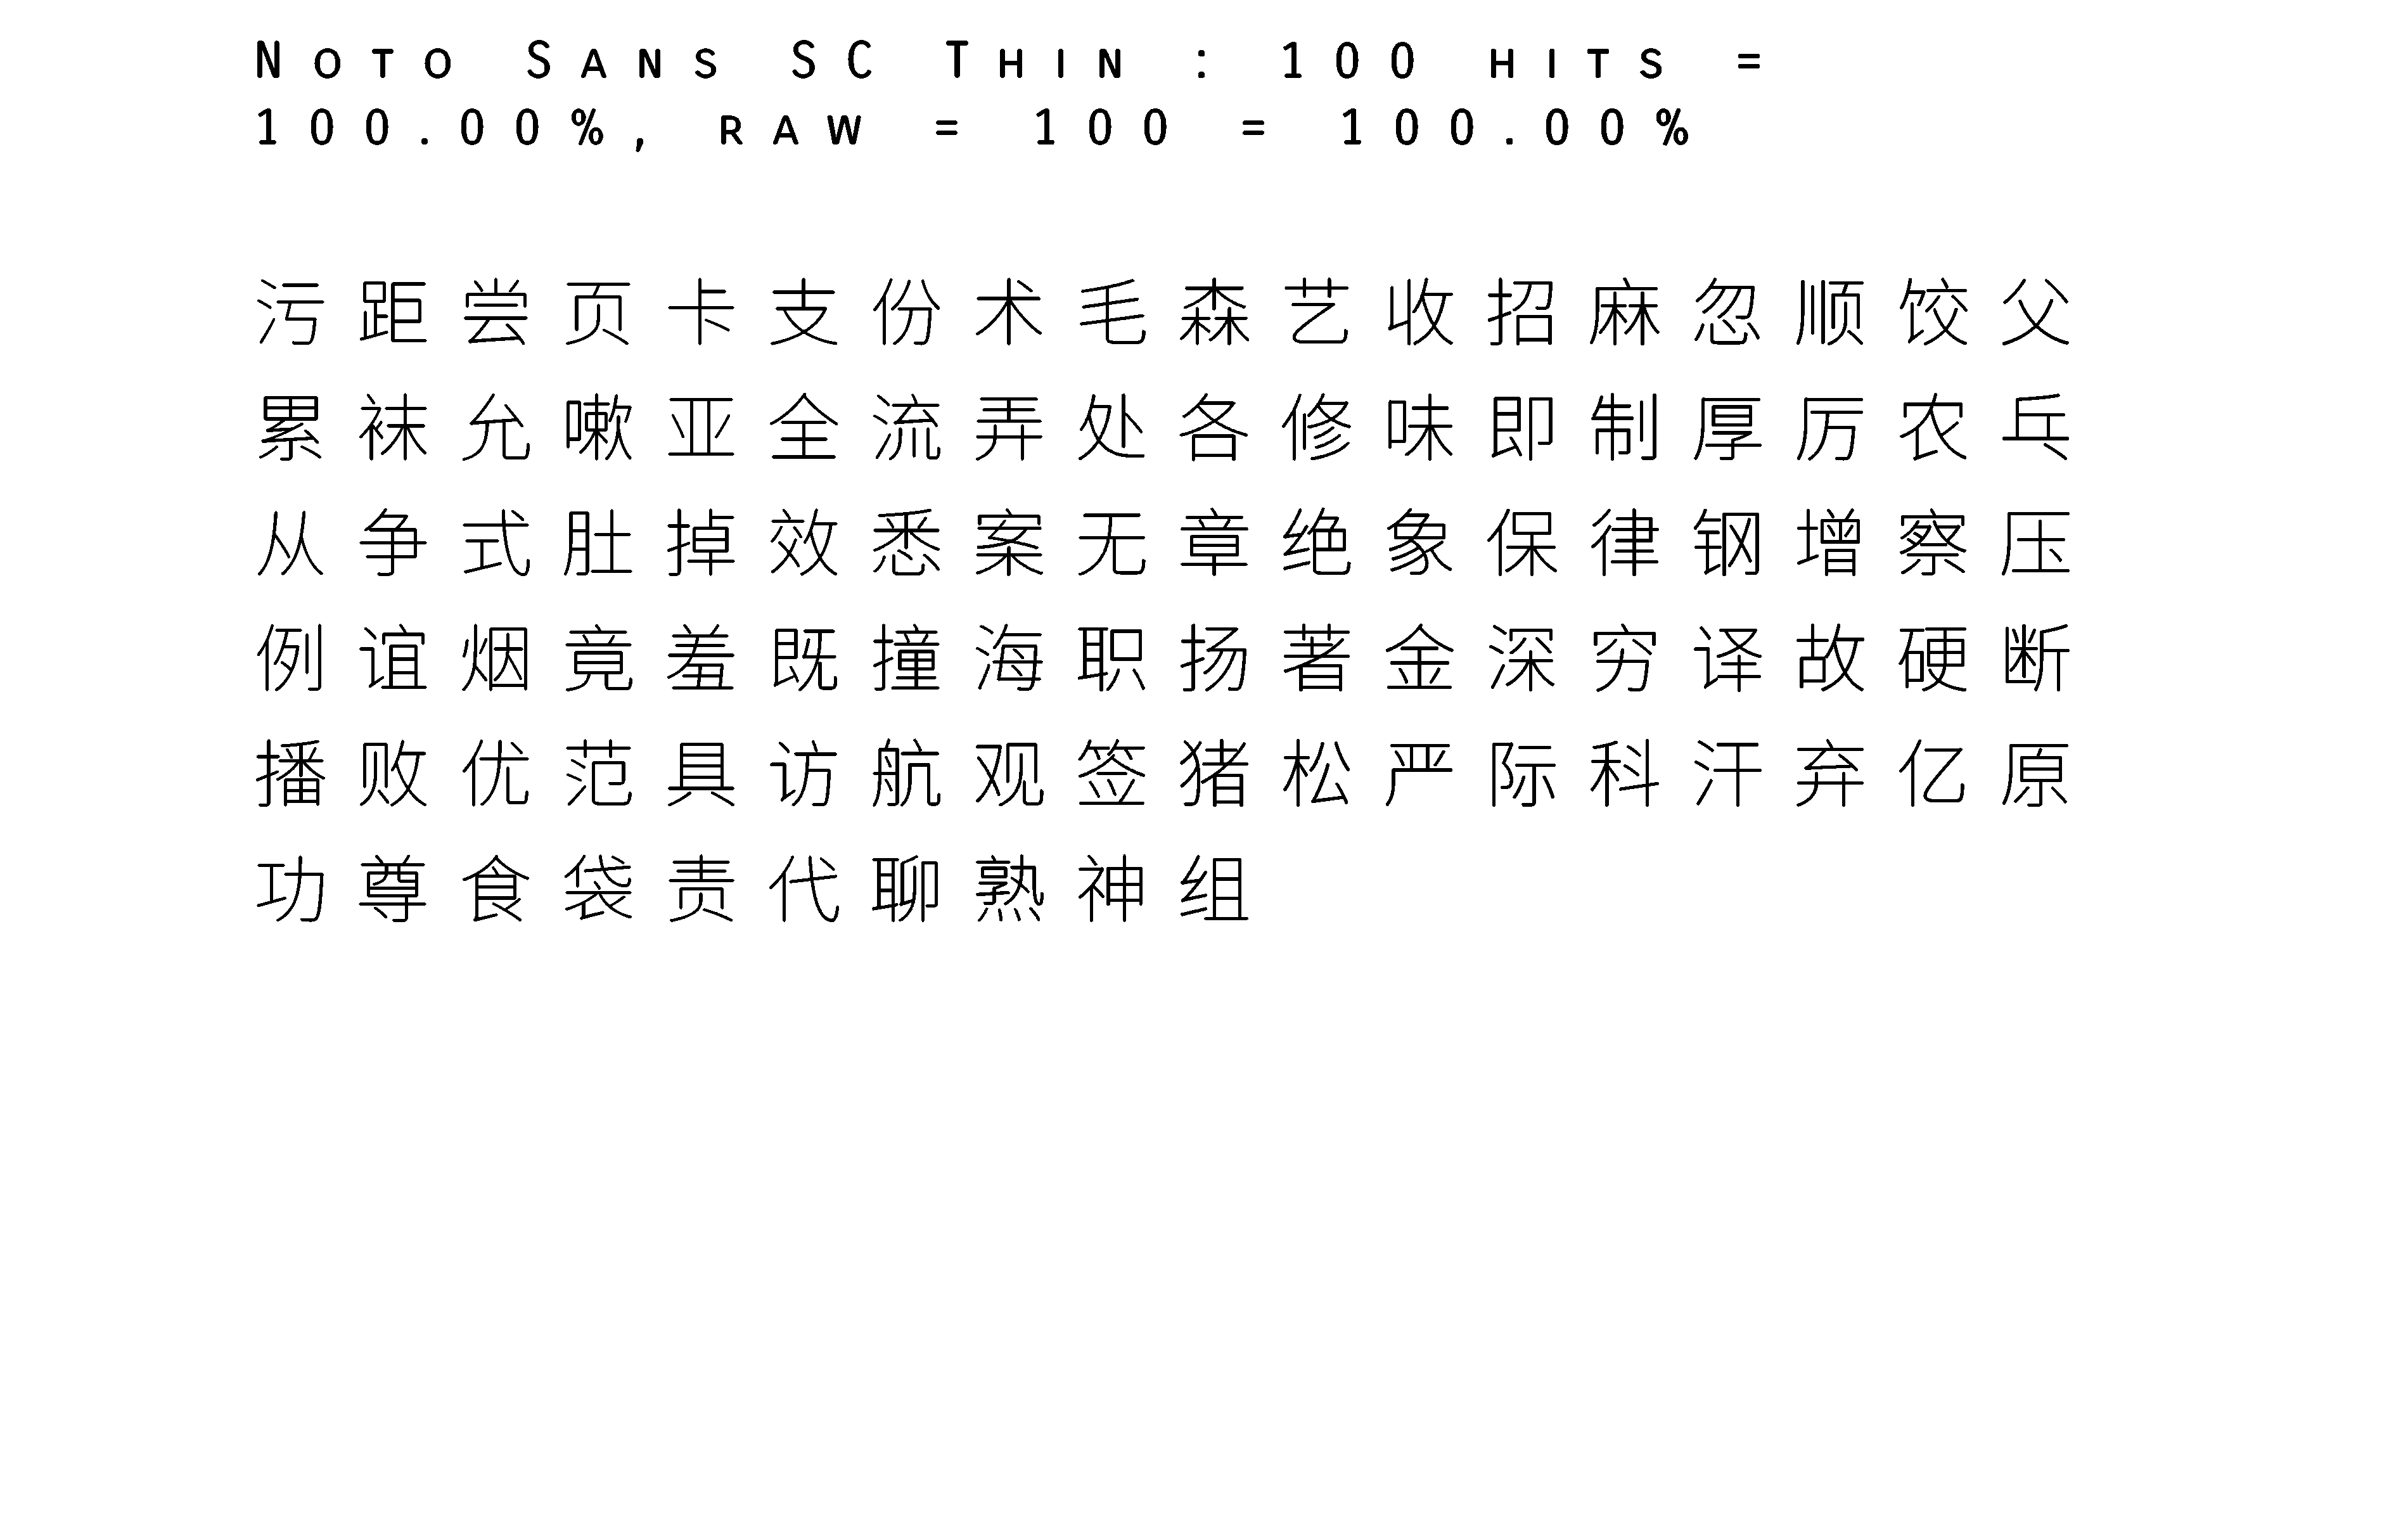 Noto Sans SC Thin : 100 hits =
100.00%, raw = 100 = 100.00%
污距尝页卡支份术毛森艺收招麻忽顺饺父
累袜允嗽亚全流弄处各修味即制厚厉农乒
从争式肚掉效悉案无章绝象保律钢增察压
例谊烟竟羞既撞海职扬著金深穷译故硬断
播败优范具访航观签猪松严际科汗弃亿原
功尊食袋责代聊熟神组